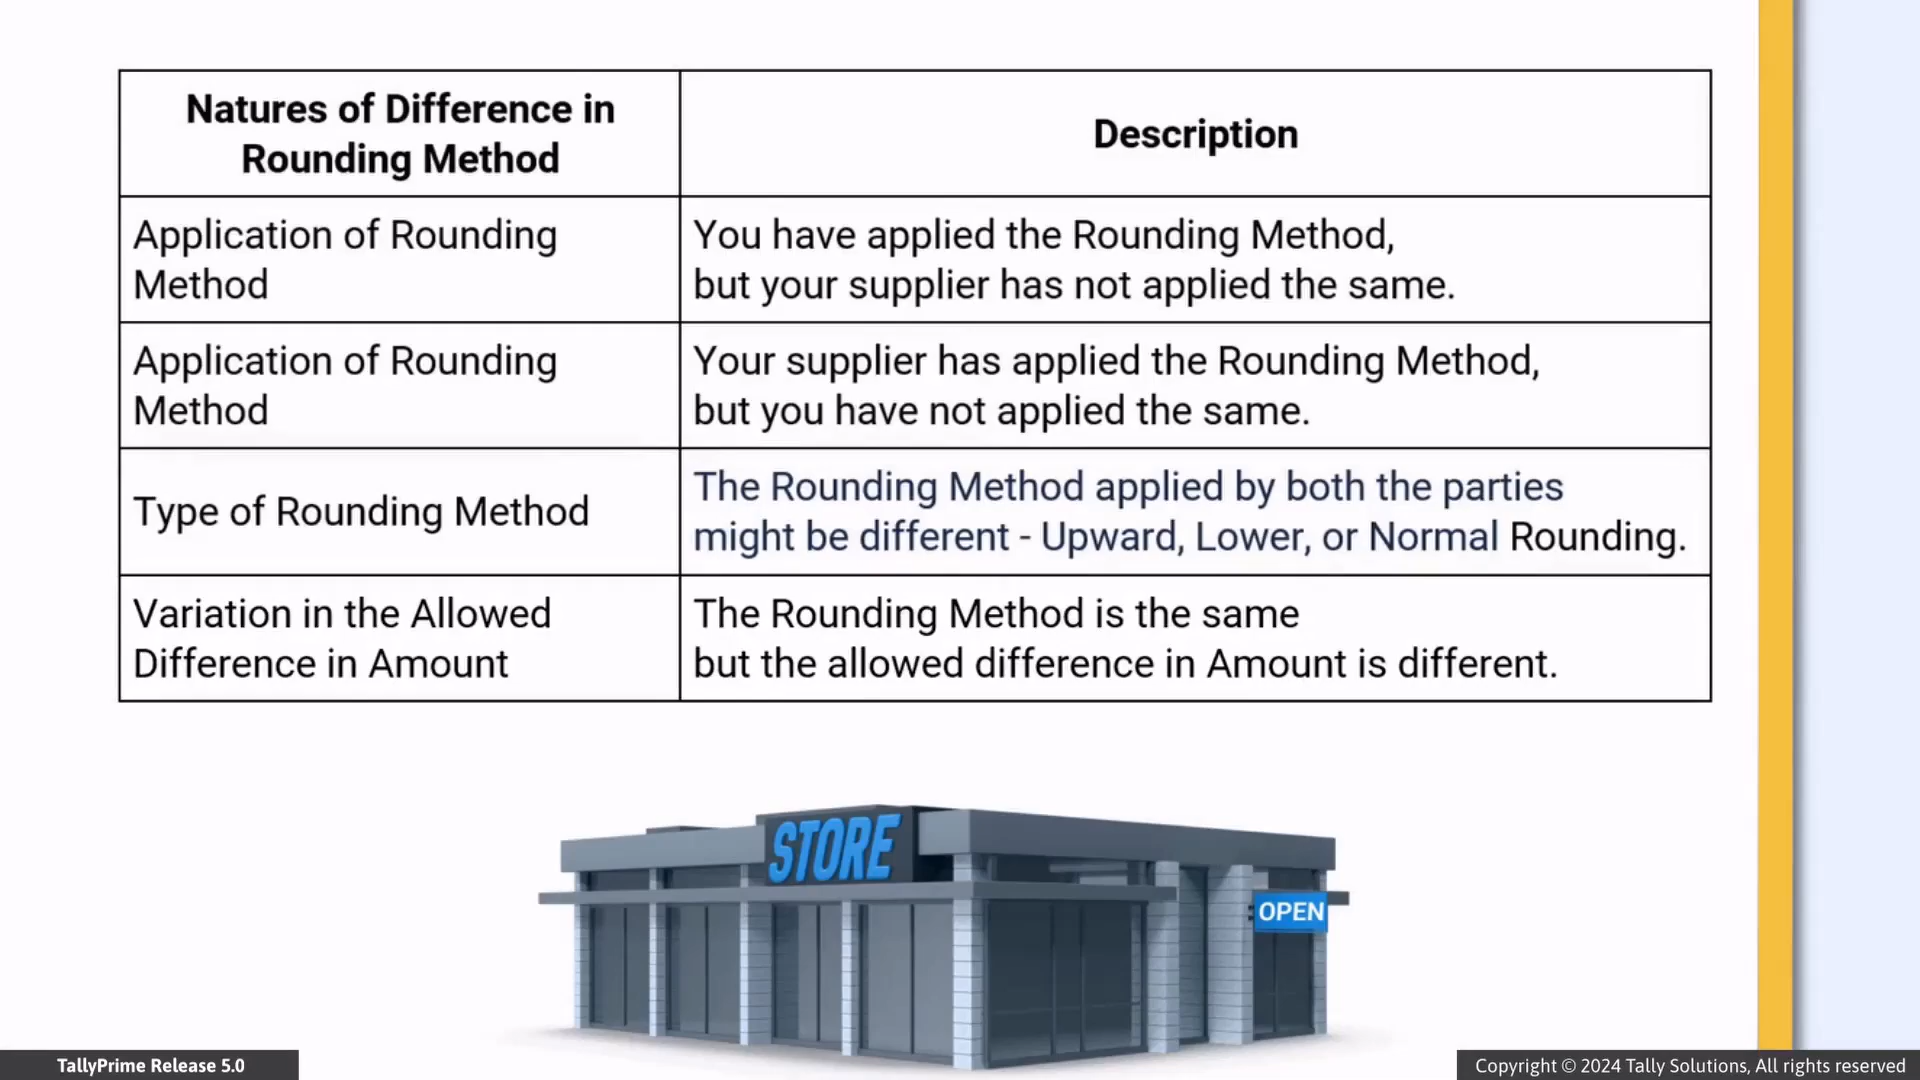 Natures of Difference in
Rounding Method
Description
Application of Rounding
Method
You have applied the Rounding Method,
but your supplier has not applied the same.
Application of Rounding
Method
Your supplier has applied the Rounding Method,
but you have not applied the same.
Type of Rounding Method
The Rounding Method applied by both the parties
might be different - Upward, Lower, or Normal Rounding.
Variation in the Allowed
Difference in Amount
The Rounding Method is the same
but the allowed difference in Amount is different.
STORE
OPEN
TallyPrime Release 5.0
Copyright © 2024 Tally Solutions, All rights reserved